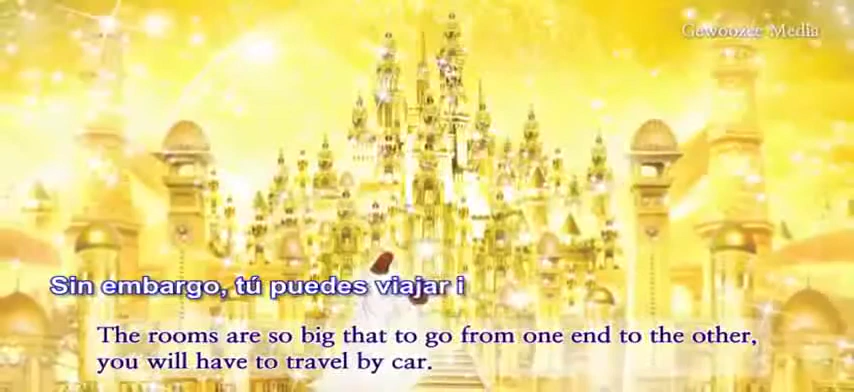 Gewoozee Media
Sin embargo, tú puedes viajar i
The rooms are so big that to go from one end to the other,
you will have to travel by car.